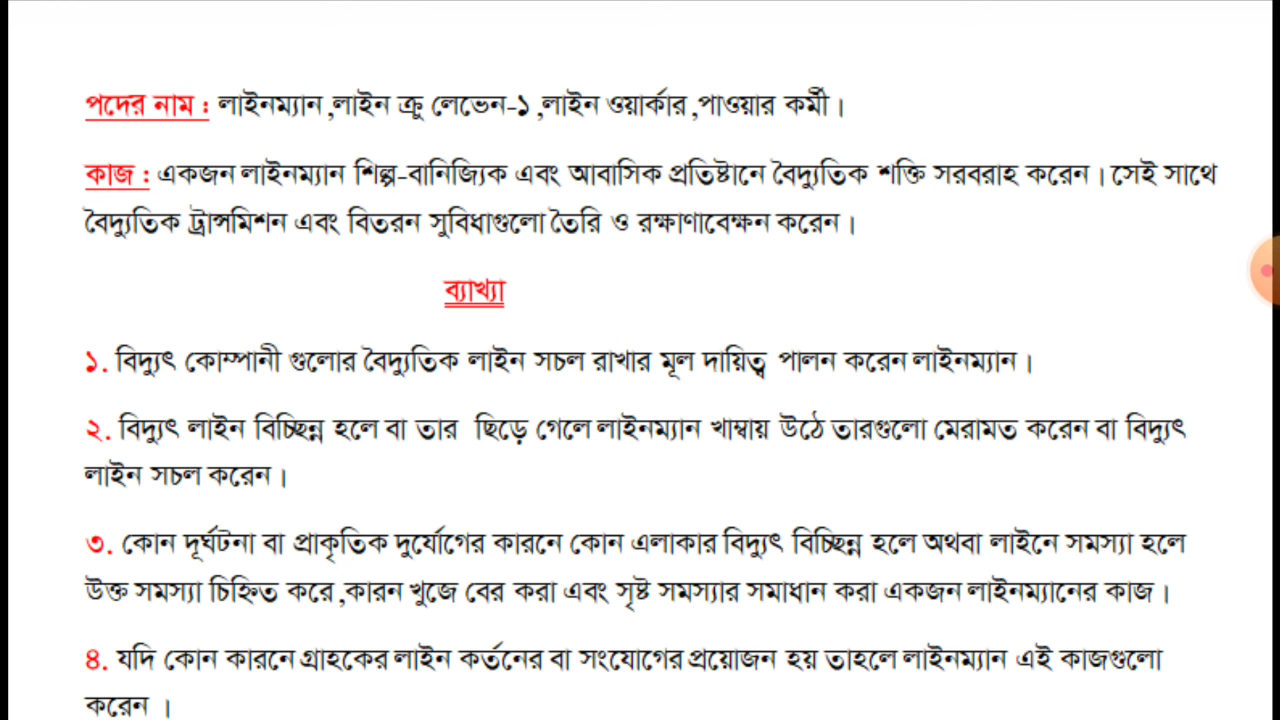 পদের নাম : লাইনম্যান ,লাইন ক্রু লেভেন-১ ,লাইন ওয়ার্কার ,পাওয়ার কর্মী।
কাজ : একজন লাইনম্যান শিল্প-বানিজ্যিক এবং আবাসিক প্রতিষ্টানে বৈদ্যুতিক শক্তি সরবরাহ করেন। সেই সাথে
বৈদ্যুতিক ট্রান্সমিশন এবং বিতরন সুবিধাগুলো তৈরি ও রক্ষাণাবেক্ষন করেন।
ব্যাখ্যা
১. বিদ্যুৎ কোম্পানী গুলোর বৈদ্যুতিক লাইন সচল রাখার মূল দায়িত্ব পালন করেন লাইনম্যান।
২. বিদ্যুৎ লাইন বিচ্ছিন্ন হলে বা তার ছিড়ে গেলে লাইনম্যান খাম্বায় উঠে তারগুলো মেরামত করেন বা বিদ্যুৎ
লাইন সচল করেন।
৩. কোন দূর্ঘটনা বা প্রাকৃতিক দুর্যোগের কারনে কোন এলাকার বিদ্যুৎ বিচ্ছিন্ন হলে অথবা লাইনে সমস্যা হলে
উক্ত সমস্যা চিহ্নিত করে ,কারন খুজে বের করা এবং সৃষ্ট সমস্যার সমাধান করা একজন লাইনম্যানের কাজ।
৪. যদি কোন কারনে গ্রাহকের লাইন কর্তনের বা সংযোগের প্রয়োজন হয় তাহলে লাইনম্যান এই কাজগুলো
করেন ।